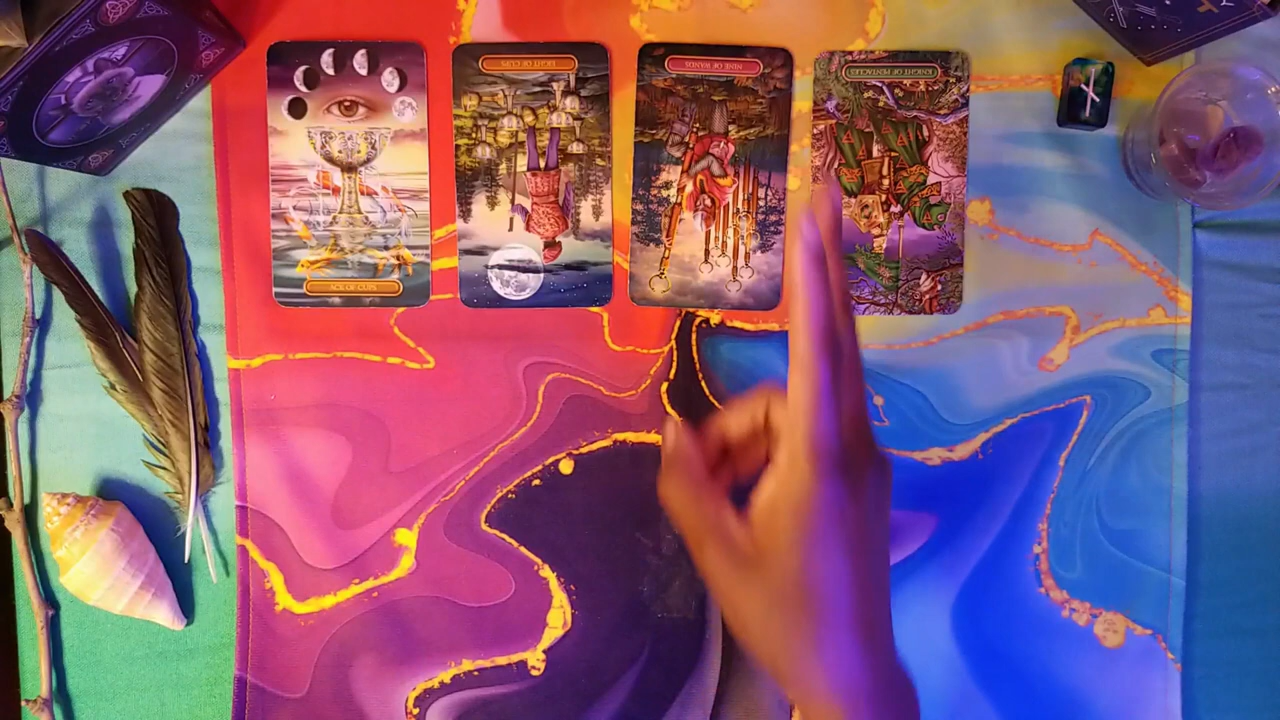 ACE OF CUPS
EIGHT OF CUPS
NINE OF WANDS
KNIGHT OF PENTACLES